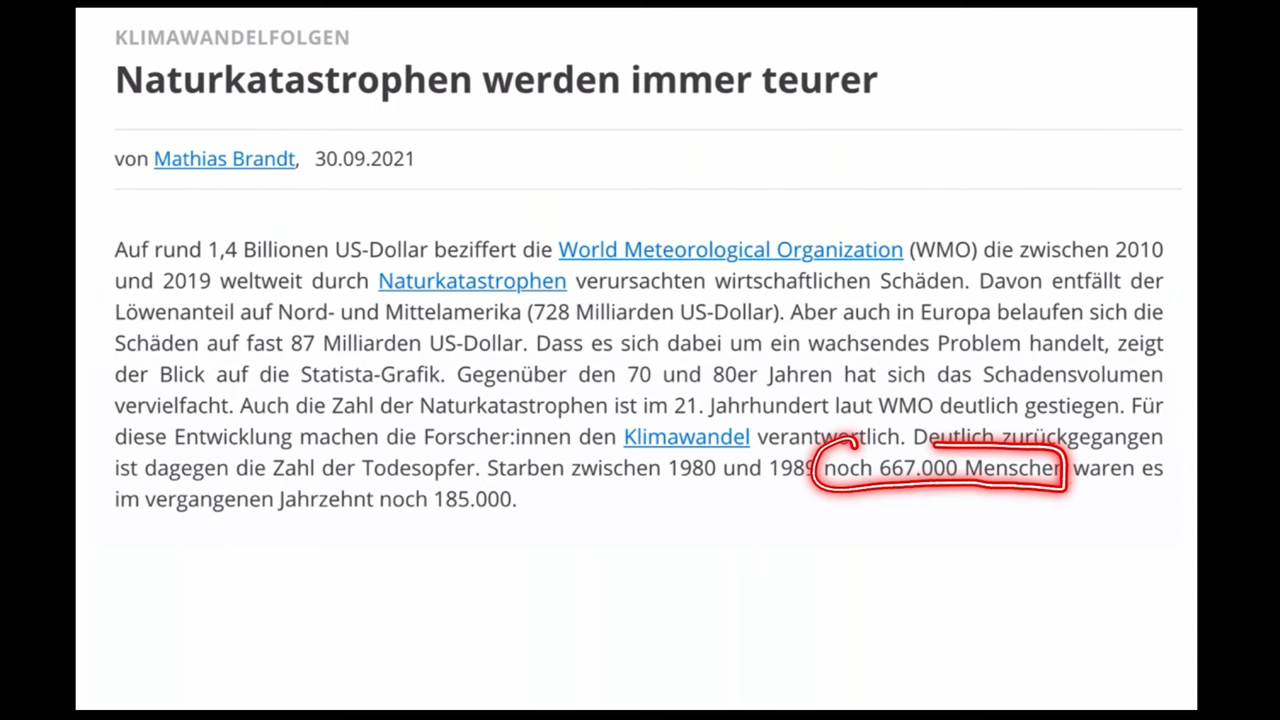 KLIMAWANDELFOLGEN
Naturkatastrophen werden immer teurer
von Mathias Brandt, 30.09.2021
Auf rund 1,4 Billionen US-Dollar beziffert die World Meteorological Organization (WMO) die zwischen 2010
und 2019 weltweit durch Naturkatastrophen verursachten wirtschaftlichen Schäden. Davon entfällt der
Löwenanteil auf Nord- und Mittelamerika (728 Milliarden US-Dollar). Aber auch in Europa belaufen sich die
Schäden auf fast 87 Milliarden US-Dollar. Dass es sich dabei um ein wachsendes Problem handelt, zeigt
der Blick auf die Statista-Grafik. Gegenüber den 70 und 80er Jahren hat sich das Schadensvolumen
vervielfacht. Auch die Zahl der Naturkatastrophen ist im 21. Jahrhundert laut WMO deutlich gestiegen. Für
diese Entwicklung machen die Forscher:innen den Klimawandel verantwortlich. Deutlich zurückgegangen
ist dagegen die Zahl der Todesopfer. Starben zwischen 1980 und 1989 noch 667.000 Menschen waren es
im vergangenen Jahrzehnt noch 185.000.